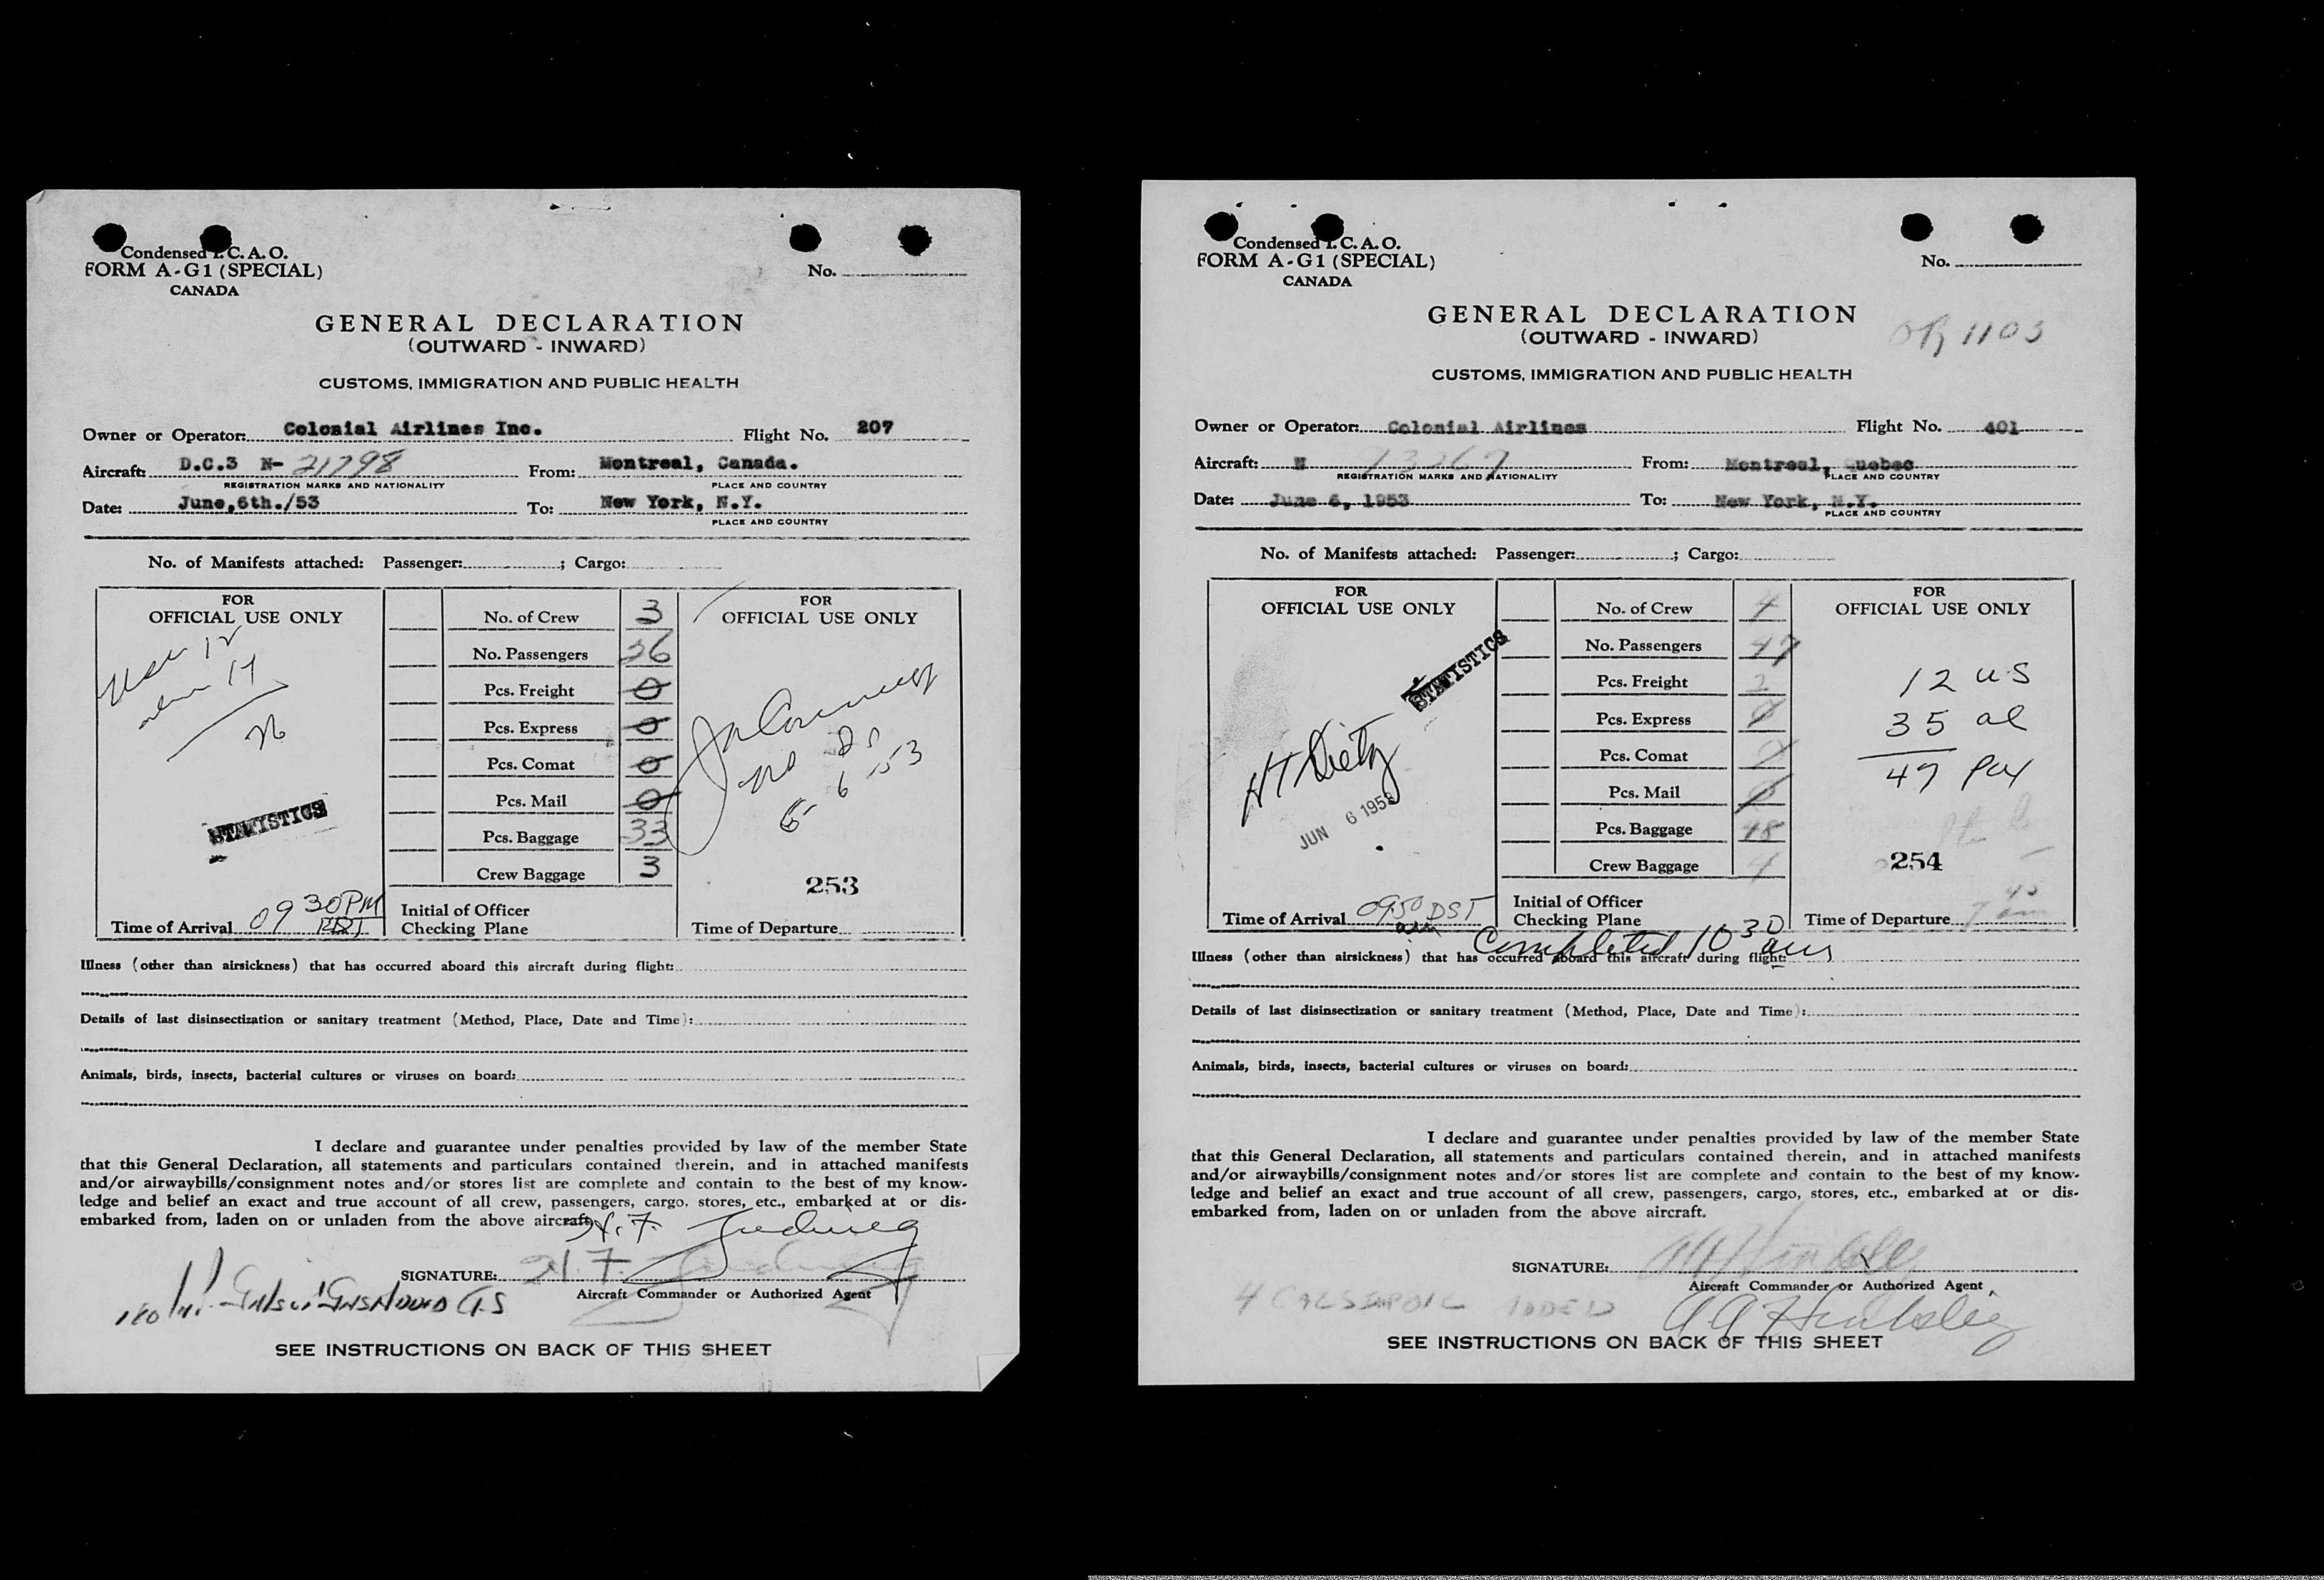 Condensed I. C. A. O.
FORM A-G1 (SPECIAL)
CANADA
No.
GENERAL DECLARATION
(OUTWARD - INWARD)
CUSTOMS, IMMIGRATION AND PUBLIC HEALTH
Owner or Operator: Colonial Airlines Inc. Flight No. 207
Aircraft: D.C.3 N- 21798 From: Montreal, Canada.
REGISTRATION MARKS AND NATIONALITY PLACE AND COUNTRY
Date: June,6th./53 To: New York, N.Y.
PLACE AND COUNTRY
No. of Manifests attached: Passenger: ; Cargo:
FOR
OFFICIAL USE ONLY
12
STATISTICS
Time of Arrival 09 30 PM
No. of Crew 3
No. Passengers 26
Pcs. Freight 0
Pcs. Express 0
Pcs. Comat 0
Pcs. Mail 0
Pcs. Baggage 33
Crew Baggage 3
Initial of Officer
Checking Plane
FOR
OFFICIAL USE ONLY
253
Time of Departure
Illness (other than airsickness) that has occurred aboard this aircraft during flight:
Details of last disinsectization or sanitary treatment (Method, Place, Date and Time):
Animals, birds, insects, bacterial cultures or viruses on board:
I declare and guarantee under penalties provided by law of the member State
that this General Declaration, all statements and particulars contained therein, and in attached manifests
and/or airwaybills/consignment notes and/or stores list are complete and contain to the best of my know-
ledge and belief an exact and true account of all crew, passengers, cargo, stores, etc., embarked at or dis-
embarked from, laden on or unladen from the above aircraft.
H. F.
SIGNATURE: H. F.
Aircraft Commander or Authorized Agent
SEE INSTRUCTIONS ON BACK OF THIS SHEET
Condensed I. C. A. O.
FORM A-G1 (SPECIAL)
CANADA
No.
GENERAL DECLARATION
(OUTWARD - INWARD)
1103
CUSTOMS, IMMIGRATION AND PUBLIC HEALTH
Owner or Operator: Colonial Airlines Flight No. 401
Aircraft: N From: Montreal, Quebec
REGISTRATION MARKS AND NATIONALITY PLACE AND COUNTRY
Date: June 6, 1953 To: New York, N.Y.
PLACE AND COUNTRY
No. of Manifests attached: Passenger: ; Cargo:
FOR
OFFICIAL USE ONLY
STATISTICS
HT Dietz
JUN 6 1953
Time of Arrival 0950 DST
am
No. of Crew 4
No. Passengers 47
Pcs. Freight 2
Pcs. Express 0
Pcs. Comat 0
Pcs. Mail 0
Pcs. Baggage 48
Crew Baggage 4
Initial of Officer
Checking Plane
FOR
OFFICIAL USE ONLY
12 us
35 al
47 Pax
254
Time of Departure
Completed 10 30 am
Illness (other than airsickness) that has occurred aboard this aircraft during flight:
Details of last disinsectization or sanitary treatment (Method, Place, Date and Time):
Animals, birds, insects, bacterial cultures or viruses on board:
I declare and guarantee under penalties provided by law of the member State
that this General Declaration, all statements and particulars contained therein, and in attached manifests
and/or airwaybills/consignment notes and/or stores list are complete and contain to the best of my know-
ledge and belief an exact and true account of all crew, passengers, cargo, stores, etc., embarked at or dis-
embarked from, laden on or unladen from the above aircraft.
SIGNATURE:
Aircraft Commander or Authorized Agent
SEE INSTRUCTIONS ON BACK OF THIS SHEET